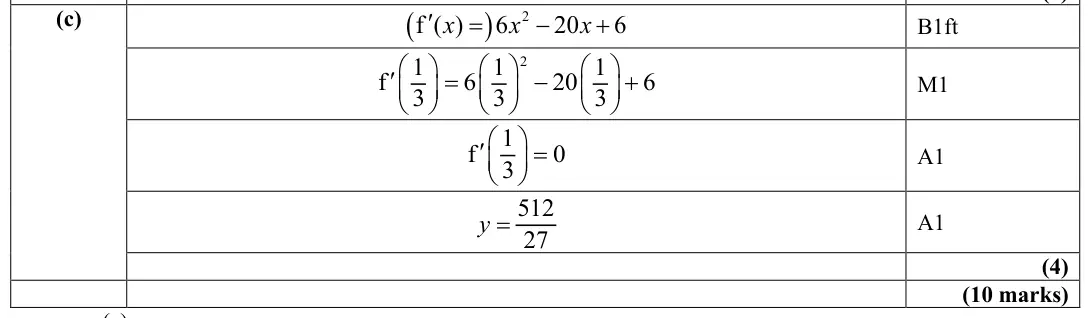 (c) (f′(x) =) 6x² − 20x + 6 B1ft
f′(1/3) = 6(1/3)² − 20(1/3) + 6 M1
f′(1/3) = 0 A1
y = 512/27 A1
(4)
(10 marks)